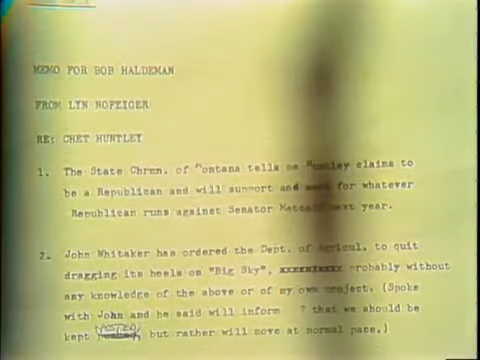 MEMO FOR BOB HALDEMAN
FROM LYN NOFZIGER
RE: CHET HUNTLEY
1. The State Chrmn. of Montana tells me Huntley claims to
be a Republican and will support and work for whatever
Republican runs against Senator Metcalf next year.
2. John Whitaker has ordered the Dept. of Agricul. to quit
dragging its heels on "Big Sky", xxxxxxxxxx probably without
any knowledge of the above or of my own project. (Spoke
with John and he said will inform ? that we should be
kept but rather will move at normal pace.)